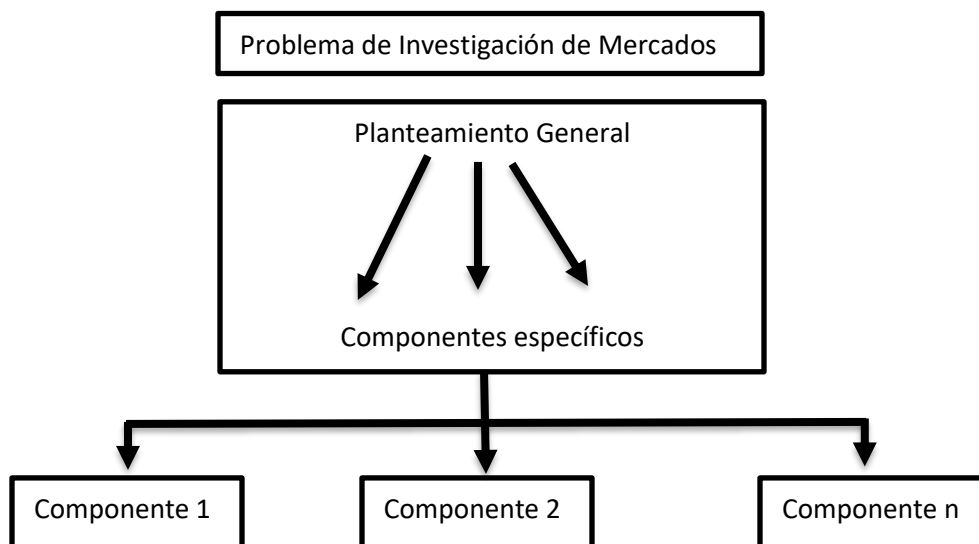 Problema de Investigación de Mercados
Planteamiento General
Componentes específicos
Componente 1
Componente 2
Componente n